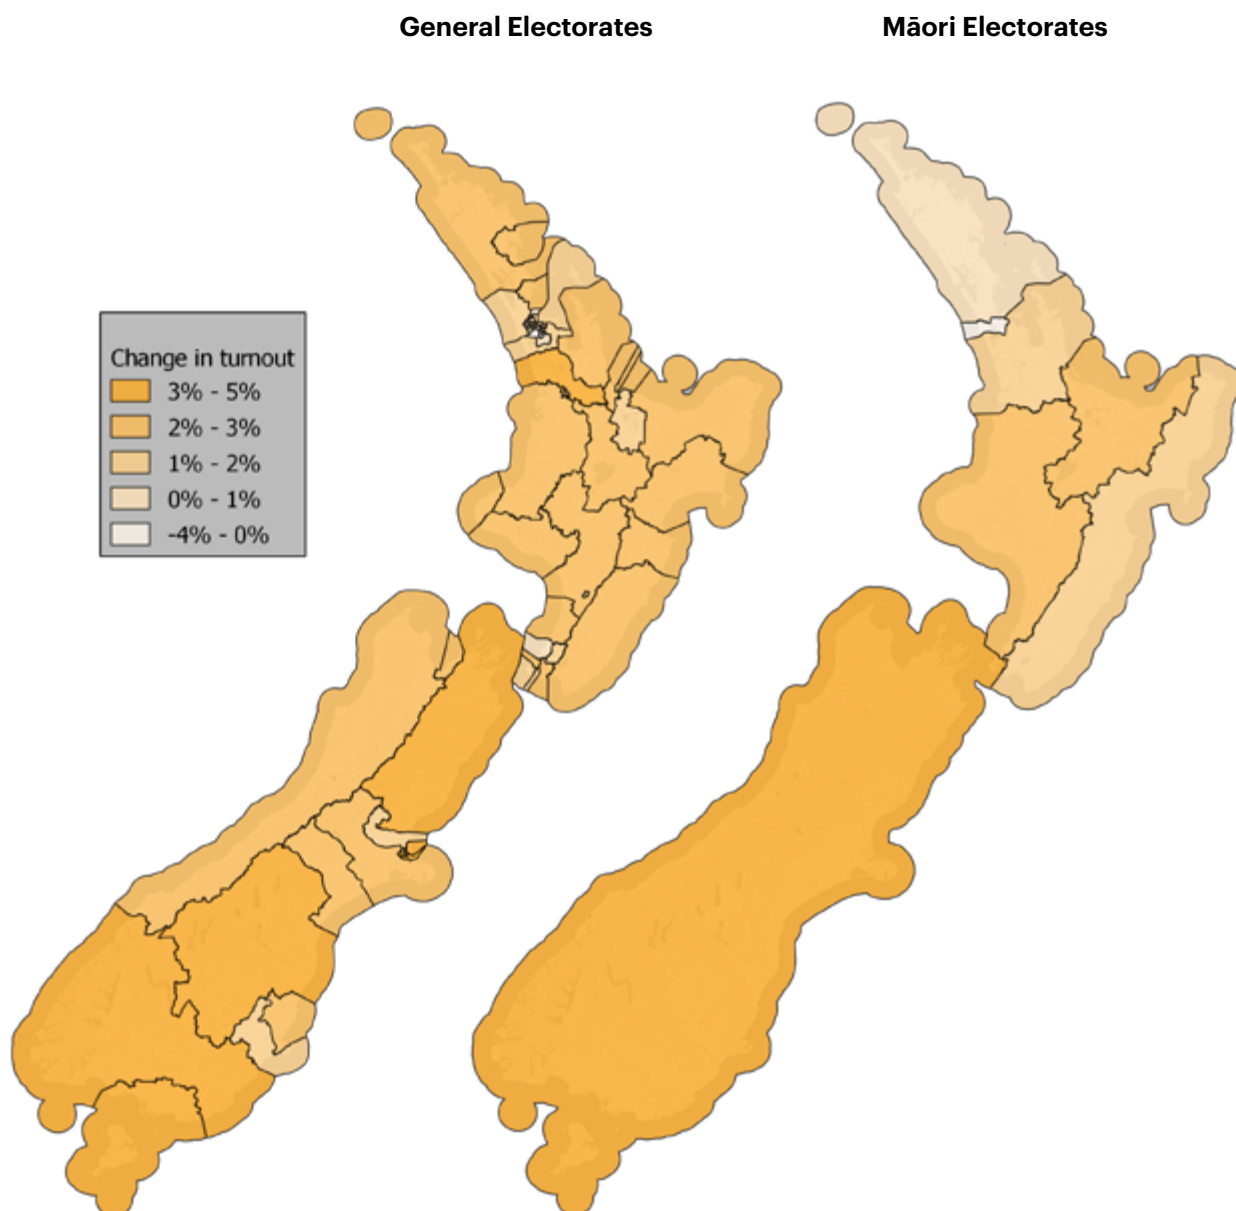 General Electorates
Māori Electorates
Change in turnout
3% - 5%
2% - 3%
1% - 2%
0% - 1%
-4% - 0%